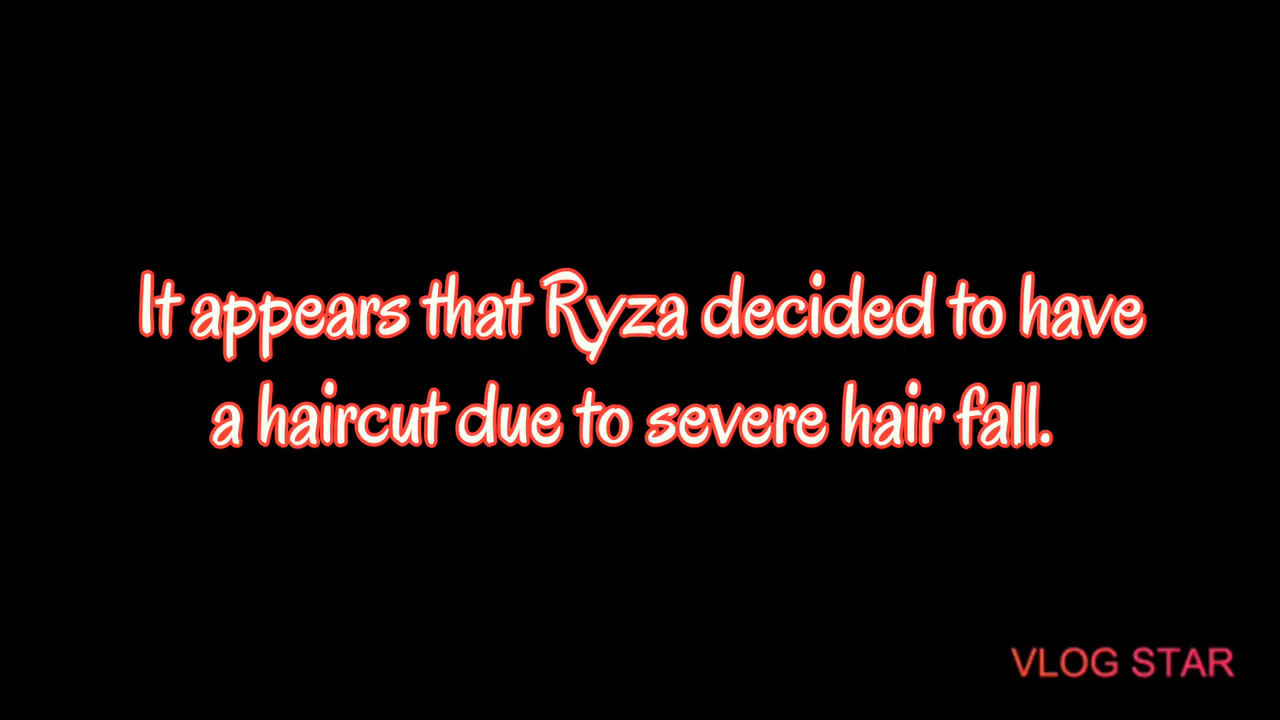 It appears that Ryza decided to have
a haircut due to severe hair fall.
VLOG STAR